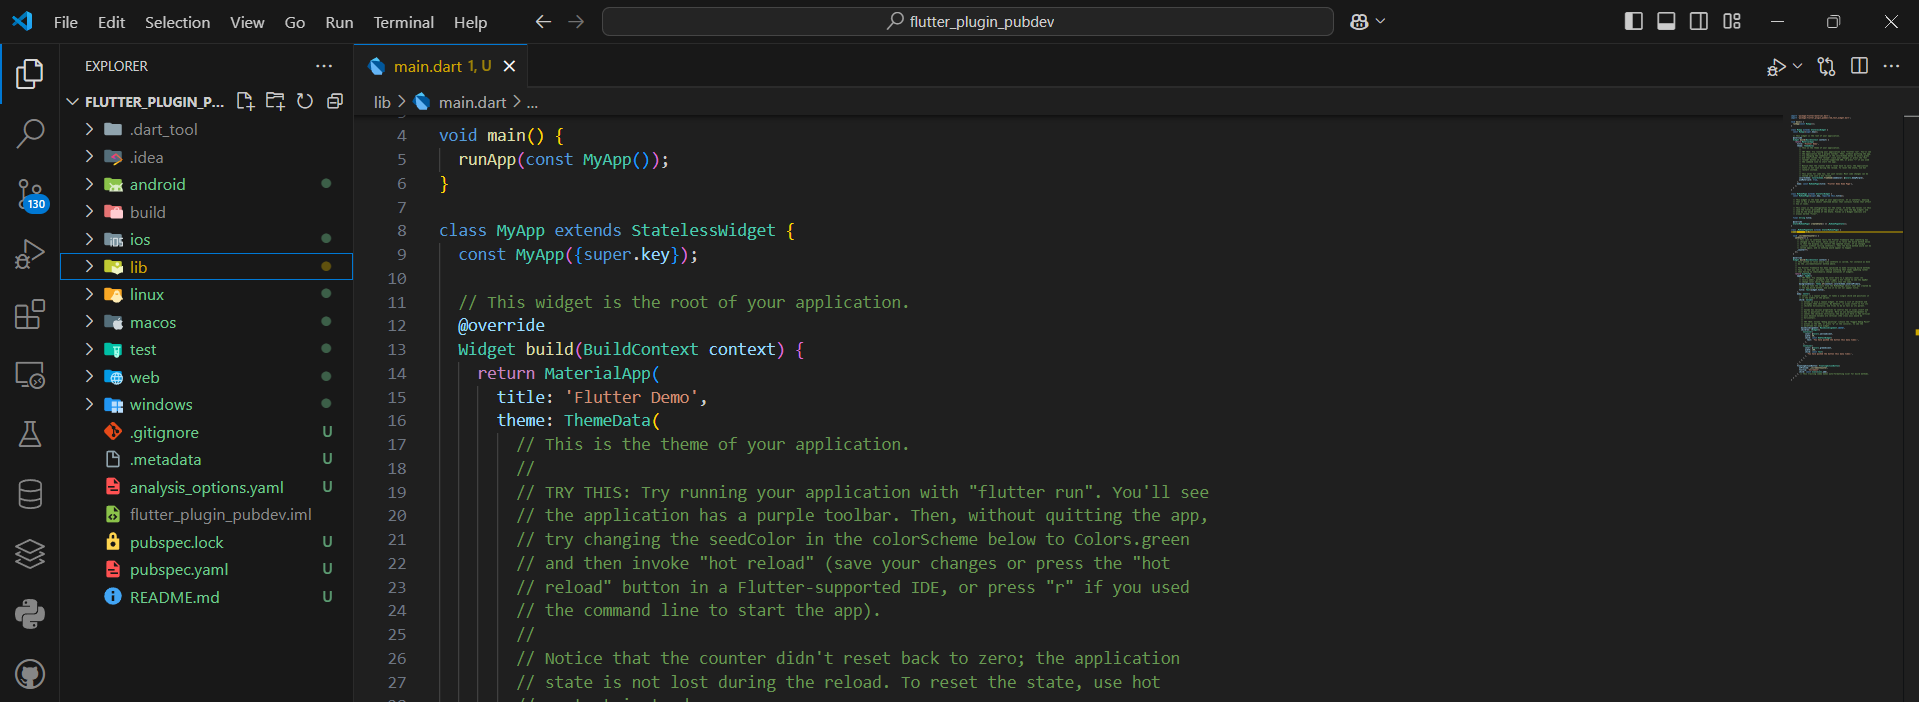 File Edit Selection View Go Run Terminal Help
flutter_plugin_pubdev
EXPLORER
FLUTTER_PLUGIN_P...
.dart_tool
.idea
android
build
ios
lib
linux
macos
test
web
windows
.gitignore U
.metadata U
analysis_options.yaml U
flutter_plugin_pubdev.iml
pubspec.lock U
pubspec.yaml U
README.md U
130
main.dart 1, U
lib > main.dart > ...
4 void main() {
5 runApp(const MyApp());
6 }
7
8 class MyApp extends StatelessWidget {
9 const MyApp({super.key});
10
11 // This widget is the root of your application.
12 @override
13 Widget build(BuildContext context) {
14 return MaterialApp(
15 title: 'Flutter Demo',
16 theme: ThemeData(
17 // This is the theme of your application.
18 //
19 // TRY THIS: Try running your application with "flutter run". You'll see
20 // the application has a purple toolbar. Then, without quitting the app,
21 // try changing the seedColor in the colorScheme below to Colors.green
22 // and then invoke "hot reload" (save your changes or press the "hot
23 // reload" button in a Flutter-supported IDE, or press "r" if you used
24 // the command line to start the app).
25 //
26 // Notice that the counter didn't reset back to zero; the application
27 // state is not lost during the reload. To reset the state, use hot